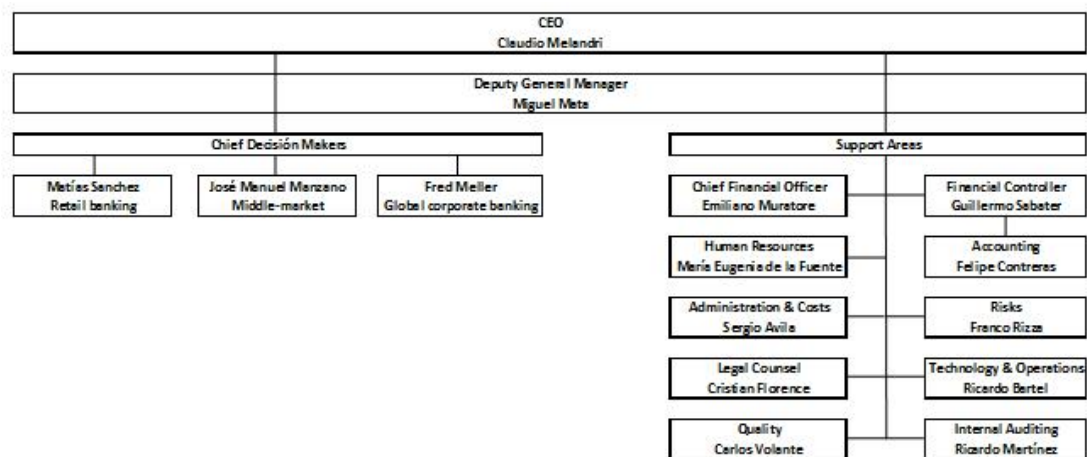 CEO
Claudio Melandri
Deputy General Manager
Miguel Mata
Chief Decisión Makers
Support Areas
Matías Sanchez
Retail banking
José Manuel Manzano
Middle-market
Fred Meller
Global corporate banking
Chief Financial Officer
Emiliano Muratore
Financial Controller
Guillermo Sabater
Human Resources
María Eugenia de la Fuente
Accounting
Felipe Contreras
Administration & Costs
Sergio Avila
Risks
Franco Rizza
Legal Counsel
Cristian Florence
Technology & Operations
Ricardo Bartel
Quality
Carlos Volante
Internal Auditing
Ricardo Martínez